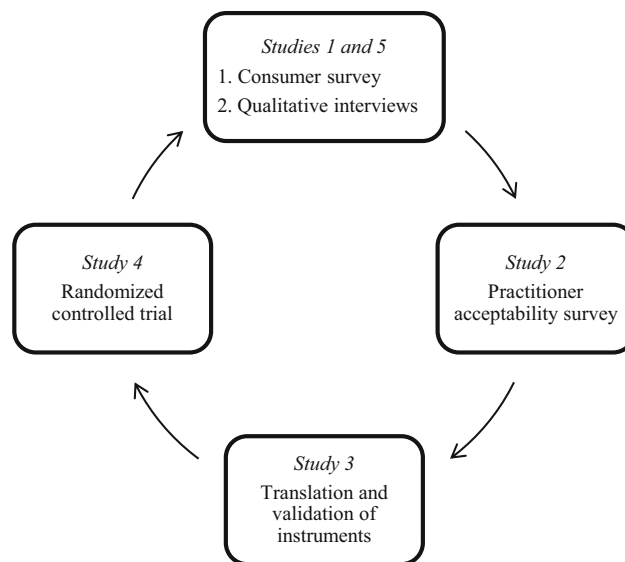 Studies 1 and 5
1. Consumer survey
2. Qualitative interviews
Study 2
Practitioner
acceptability survey
Study 3
Translation and
validation of
instruments
Study 4
Randomized
controlled trial